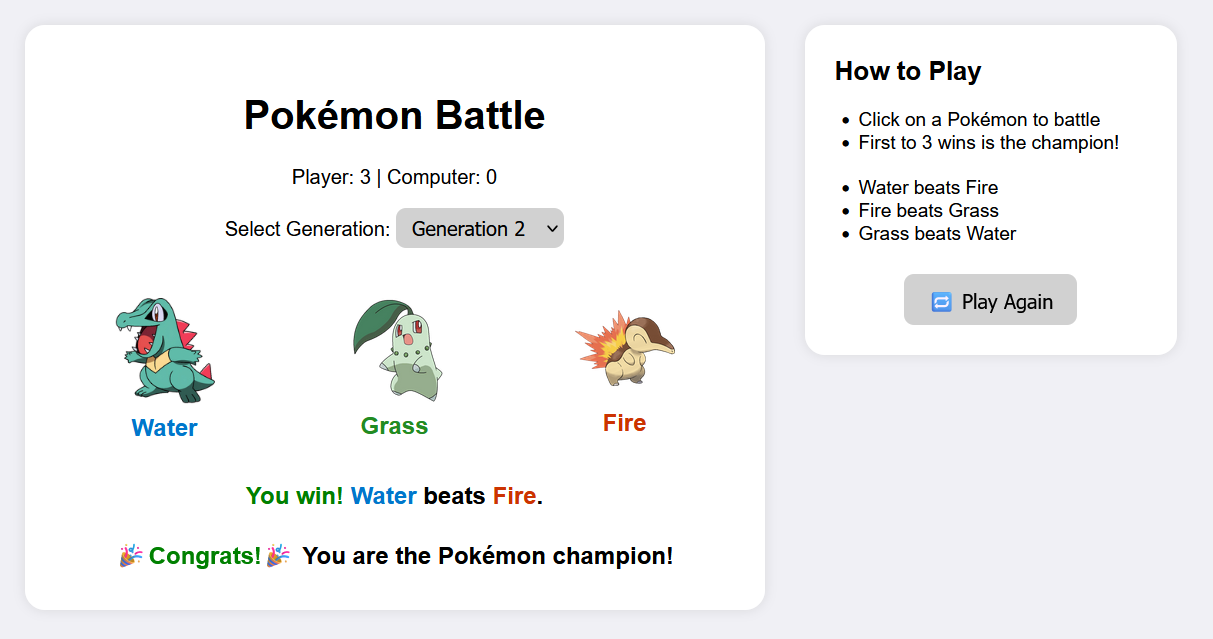 Pokémon Battle
Player: 3 | Computer: 0
Select Generation: Generation 2
Water
Grass
Fire
You win! Water beats Fire.
🎉 Congrats! 🎉 You are the Pokémon champion!
How to Play
• Click on a Pokémon to battle
• First to 3 wins is the champion!
• Water beats Fire
• Fire beats Grass
• Grass beats Water
🔁 Play Again